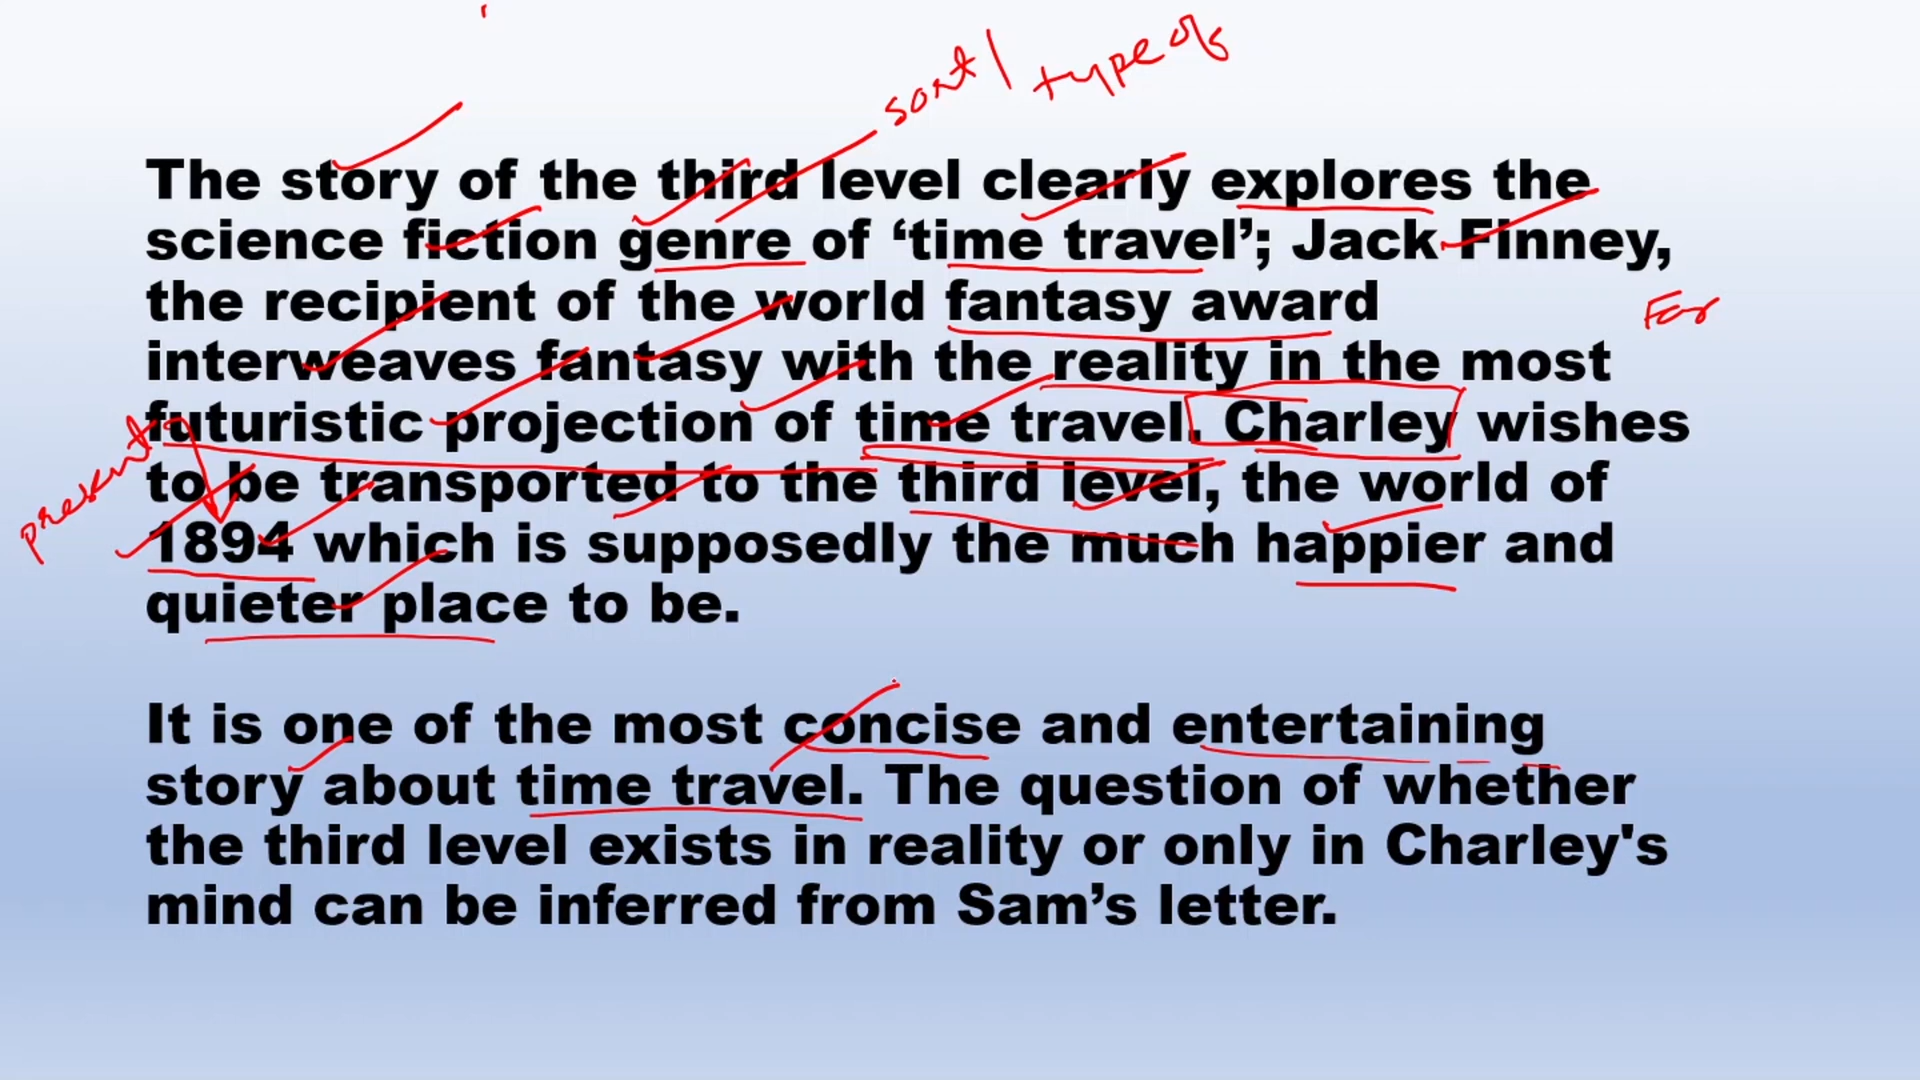 sort/ type of
The story of the third level clearly explores the
science fiction genre of ‘time travel’; Jack Finney,
the recipient of the world fantasy award
For
interweaves fantasy with the reality in the most
futuristic projection of time travel. Charley wishes
present
to be transported to the third level, the world of
1894 which is supposedly the much happier and
quieter place to be.
It is one of the most concise and entertaining
story about time travel. The question of whether
the third level exists in reality or only in Charley's
mind can be inferred from Sam’s letter.